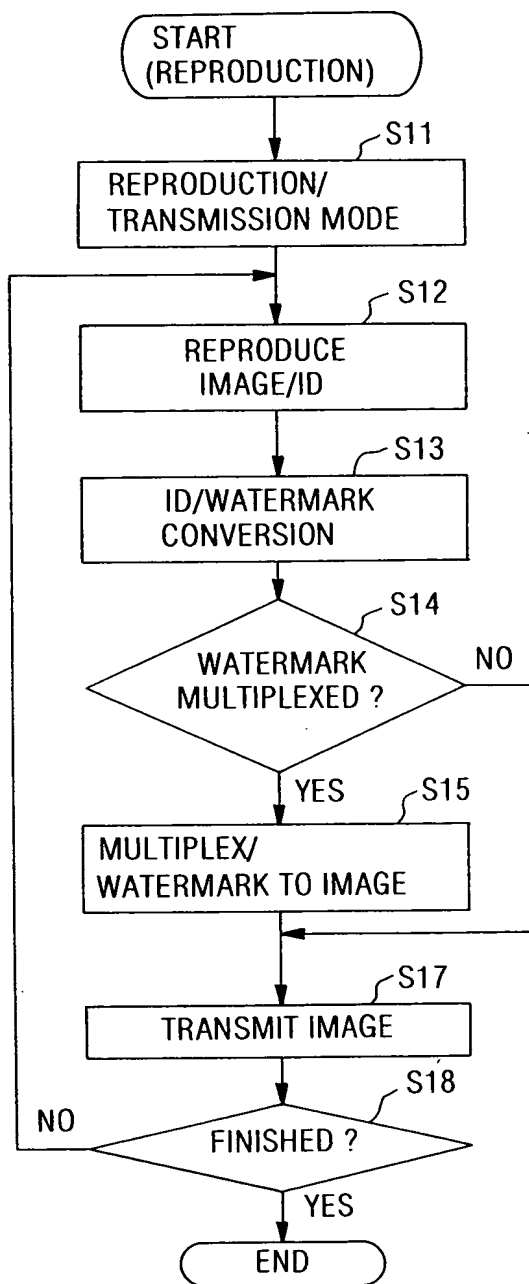 START
(REPRODUCTION)
S11
REPRODUCTION/
TRANSMISSION MODE
S12
REPRODUCE
IMAGE/ID
S13
ID/WATERMARK
CONVERSION
S14
WATERMARK
MULTIPLEXED ?
NO
YES
S15
MULTIPLEX/
WATERMARK TO IMAGE
S17
TRANSMIT IMAGE
S18
NO
FINISHED ?
YES
END